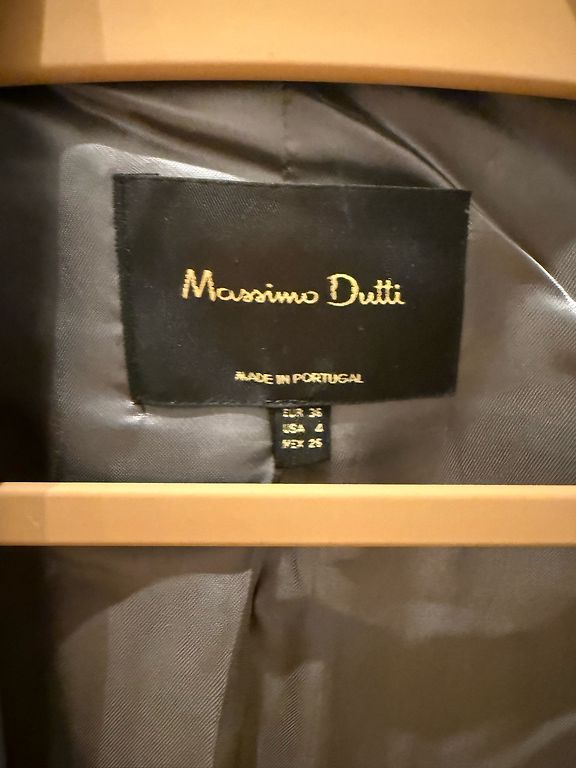 Massimo Dutti
MADE IN PORTUGAL
EUR 36
USA 4
MEX 26